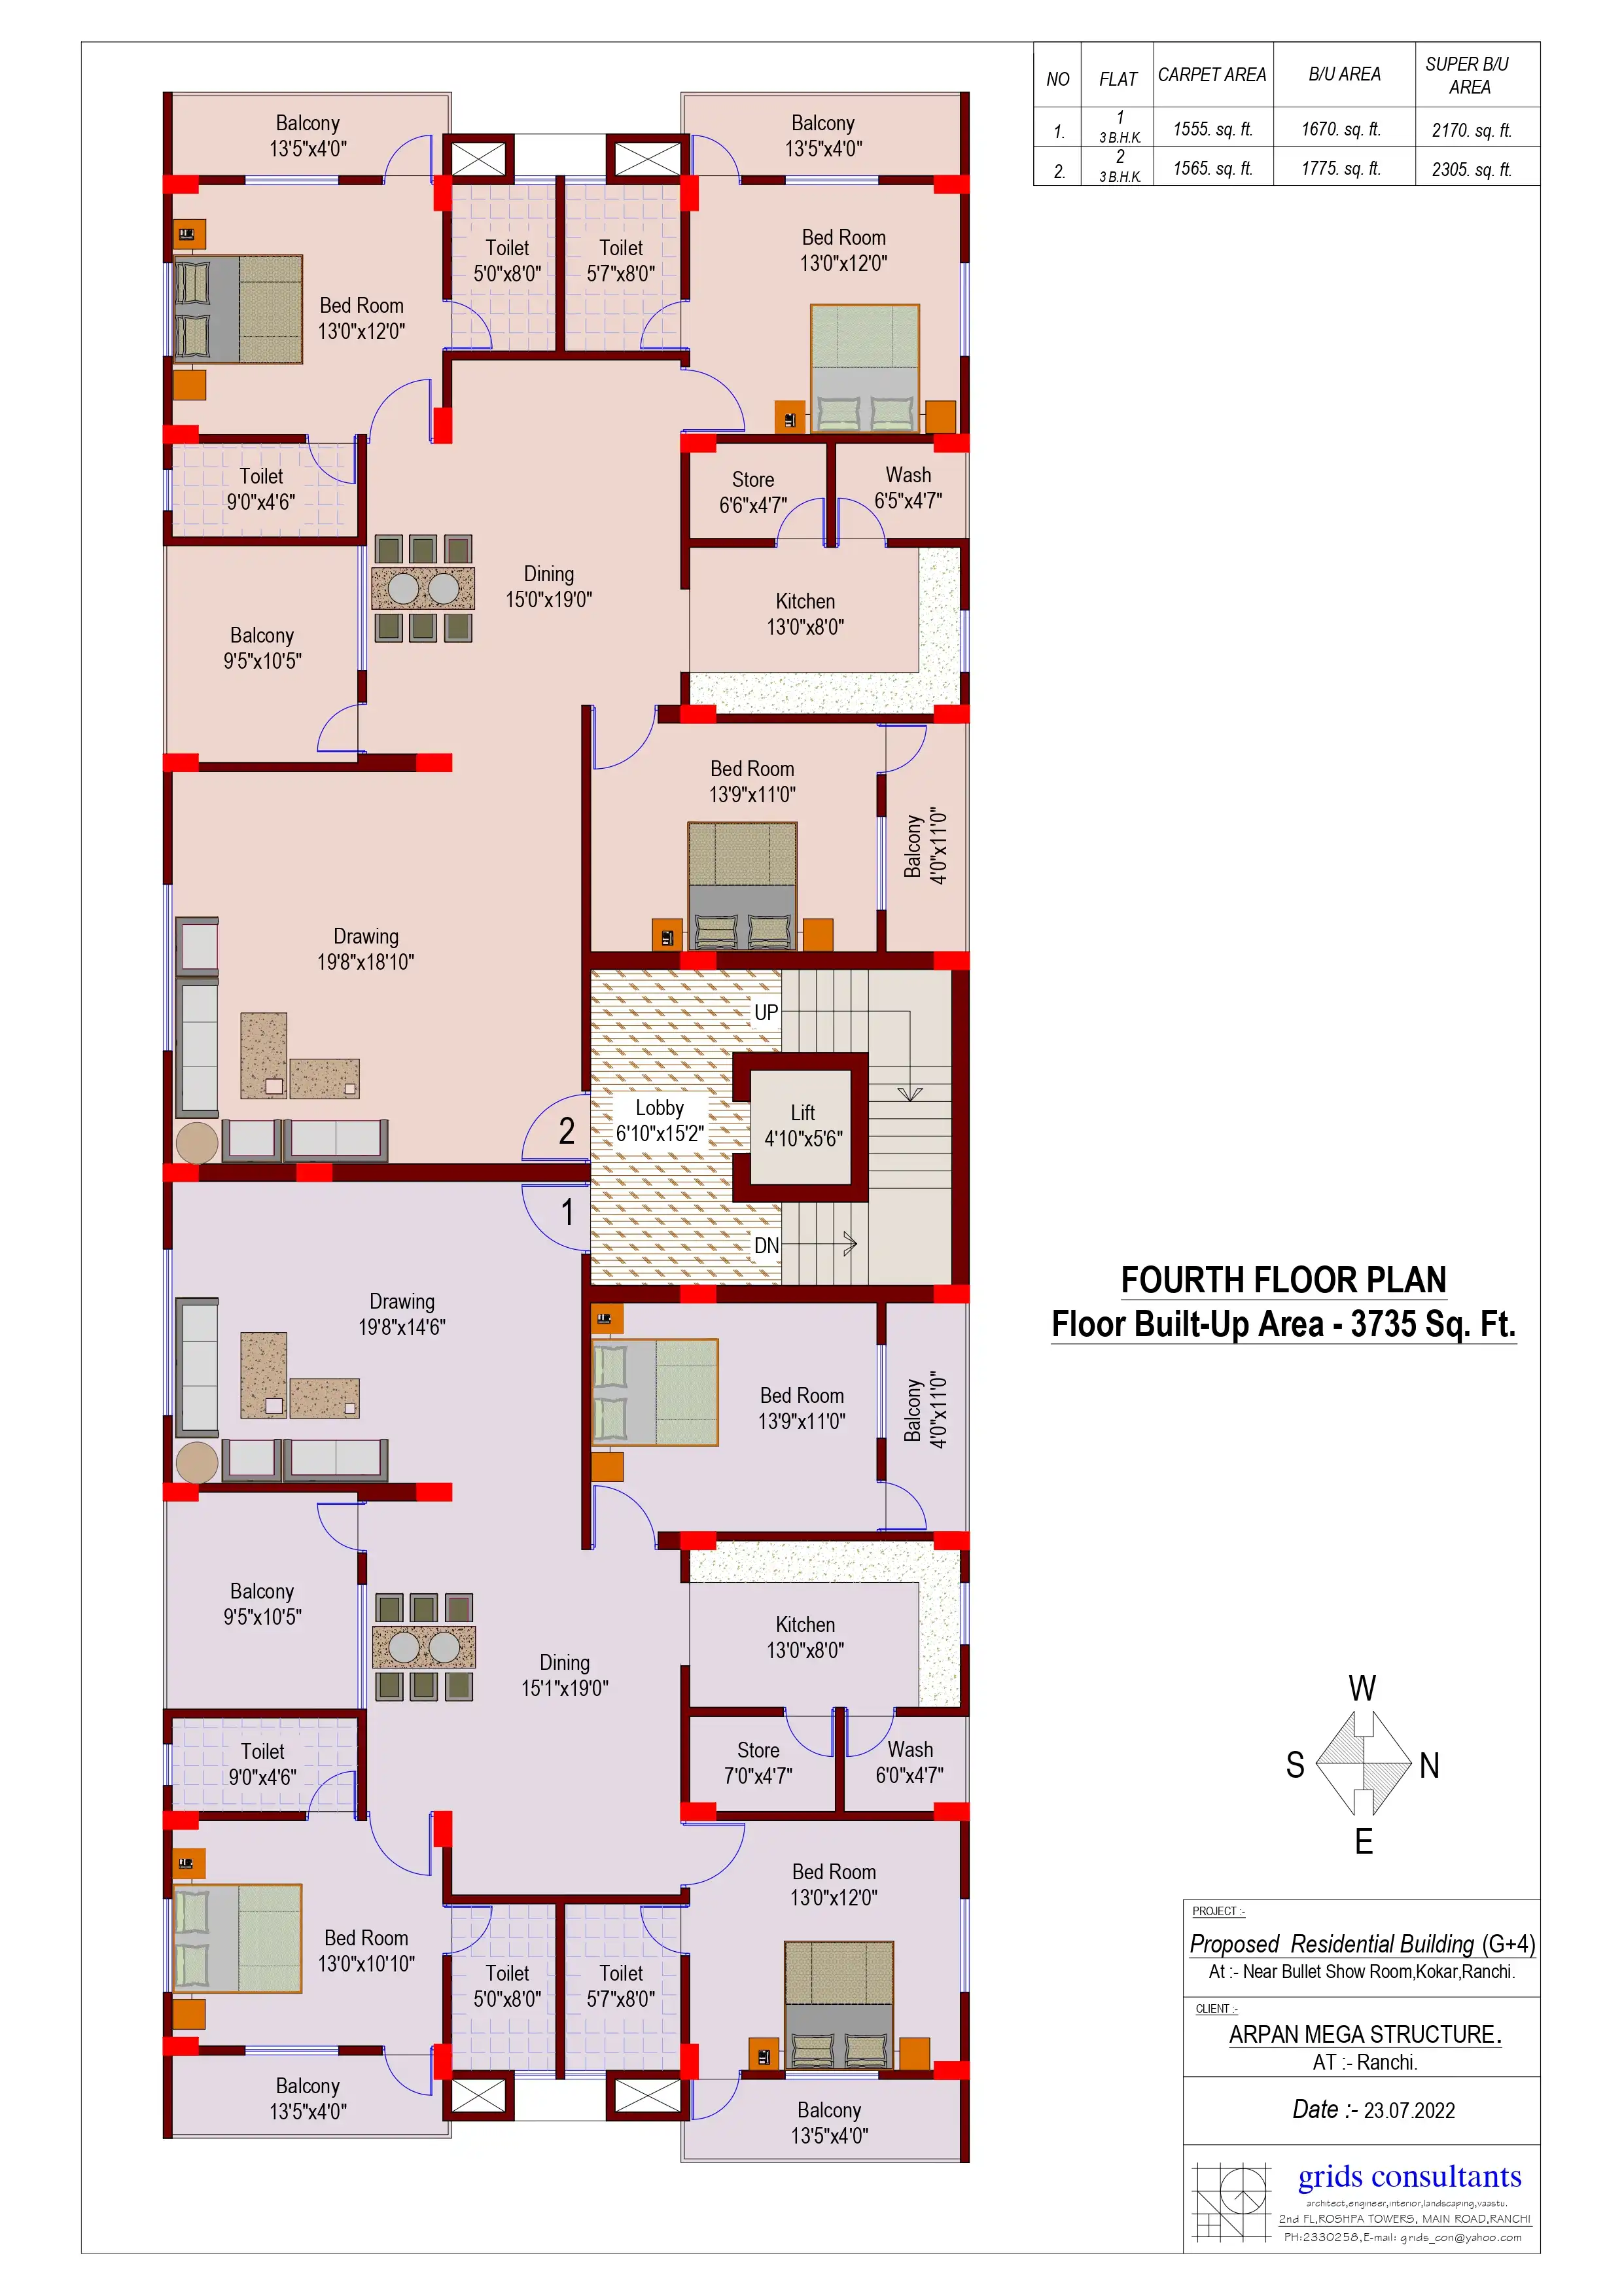 NO FLAT CARPET AREA B/U AREA SUPER B/U AREA
1. 1 3 B.H.K. 1555. sq. ft. 1670. sq. ft. 2170. sq. ft.
2. 2 3 B.H.K. 1565. sq. ft. 1775. sq. ft. 2305. sq. ft.
Balcony
13'5"x4'0"
Balcony
13'5"x4'0"
Toilet
5'0"x8'0"
Toilet
5'7"x8'0"
Bed Room
13'0"x12'0"
Bed Room
13'0"x12'0"
Toilet
9'0"x4'6"
Store
6'6"x4'7"
Wash
6'5"x4'7"
Dining
15'0"x19'0"
Kitchen
13'0"x8'0"
Balcony
9'5"x10'5"
Bed Room
13'9"x11'0"
Balcony
4'0"x11'0"
Drawing
19'8"x18'10"
UP
Lobby
6'10"x15'2"
Lift
4'10"x5'6"
2
1
DN
FOURTH FLOOR PLAN
Floor Built-Up Area - 3735 Sq. Ft.
Drawing
19'8"x14'6"
Bed Room
13'9"x11'0"
Balcony
4'0"x11'0"
Balcony
9'5"x10'5"
Kitchen
13'0"x8'0"
Dining
15'1"x19'0"
Toilet
9'0"x4'6"
Store
7'0"x4'7"
Wash
6'0"x4'7"
Bed Room
13'0"x12'0"
Bed Room
13'0"x10'10"
Toilet
5'0"x8'0"
Toilet
5'7"x8'0"
Balcony
13'5"x4'0"
Balcony
13'5"x4'0"
W
S N
E
PROJECT :-
Proposed Residential Building (G+4)
At :- Near Bullet Show Room,Kokar,Ranchi.
CLIENT :-
ARPAN MEGA STRUCTURE.
AT :- Ranchi.
Date :- 23.07.2022
grids consultants
architect,engineer,interior,landscaping,vaastu.
2nd FL,ROSHPA TOWERS, MAIN ROAD,RANCHI
PH:2330258,E-mail: grids_con@yahoo.com